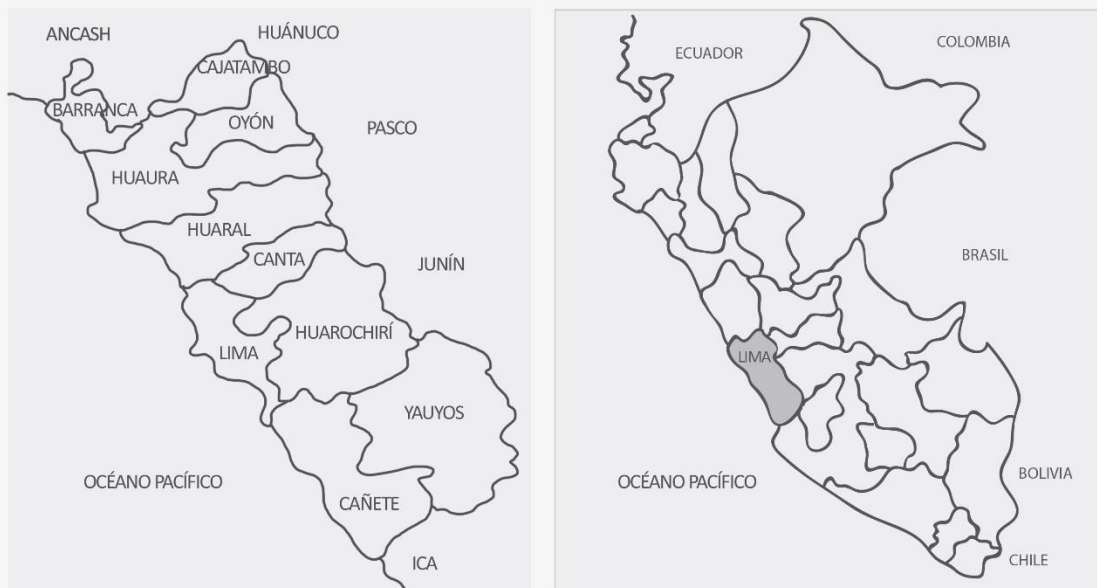 ANCASH
HUÁNUCO
CAJATAMBO
BARRANCA
OYÓN
PASCO
HUAURA
HUARAL
CANTA
JUNÍN
LIMA
HUAROCHIRÍ
YAUYOS
OCÉANO PACÍFICO
CAÑETE
ICA
ECUADOR
COLOMBIA
BRASIL
LIMA
OCÉANO PACÍFICO
BOLIVIA
CHILE